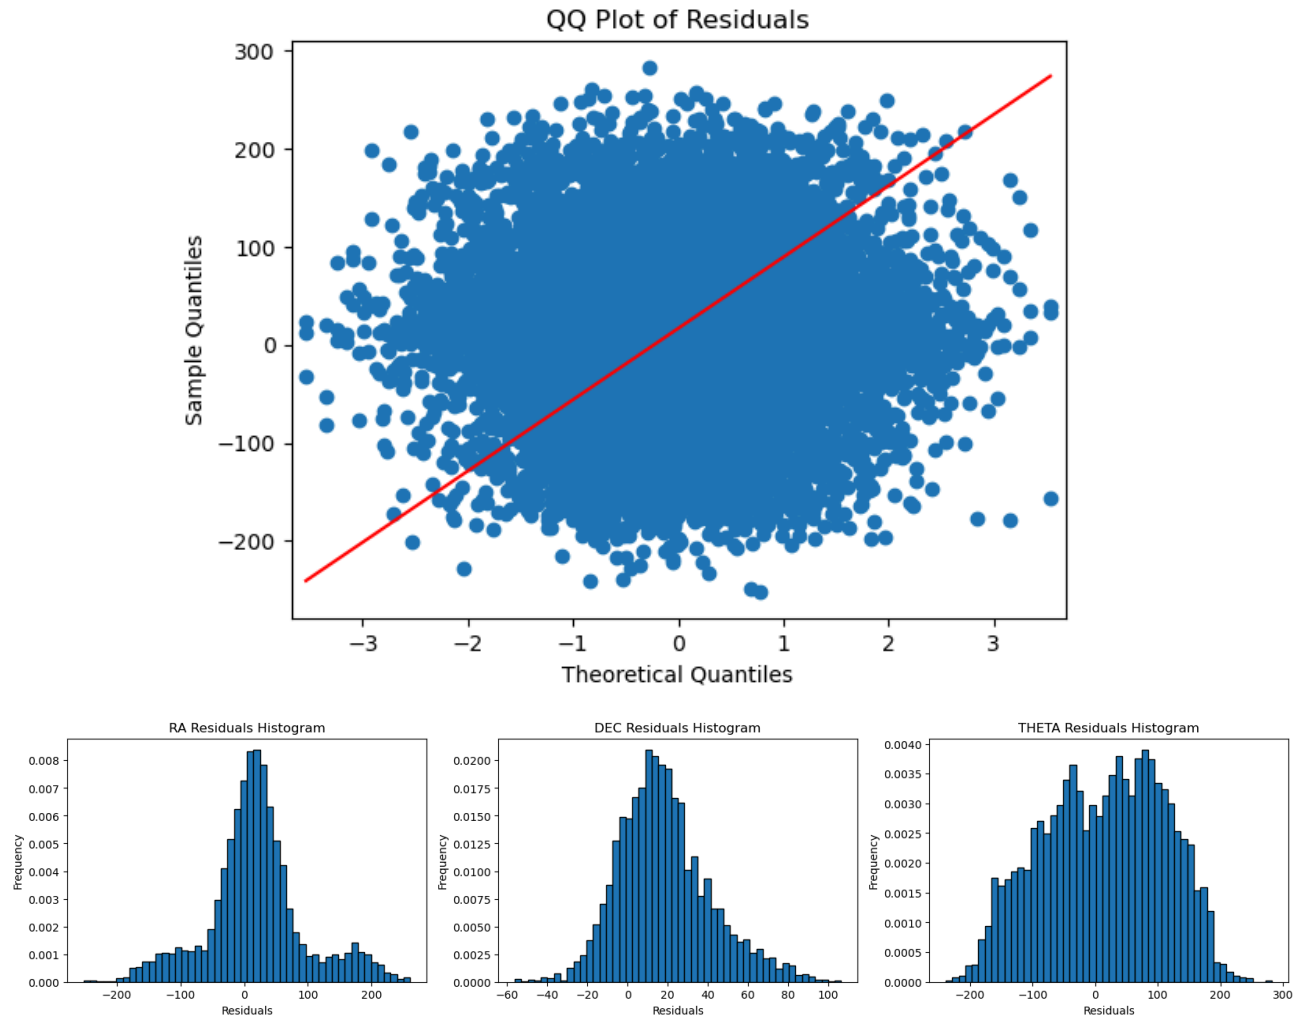 QQ Plot of Residuals
300
200
100
0
−100
−200
Sample Quantiles
−3 −2 −1 0 1 2 3
Theoretical Quantiles
RA Residuals Histogram
0.008
0.007
0.006
0.005
0.004
0.003
0.002
0.001
0.000
Frequency
−200 −100 0 100 200
Residuals
DEC Residuals Histogram
0.0200
0.0175
0.0150
0.0125
0.0100
0.0075
0.0050
0.0025
0.0000
Frequency
−60 −40 −20 0 20 40 60 80 100
Residuals
THETA Residuals Histogram
0.0040
0.0035
0.0030
0.0025
0.0020
0.0015
0.0010
0.0005
0.0000
Frequency
−200 −100 0 100 200 300
Residuals